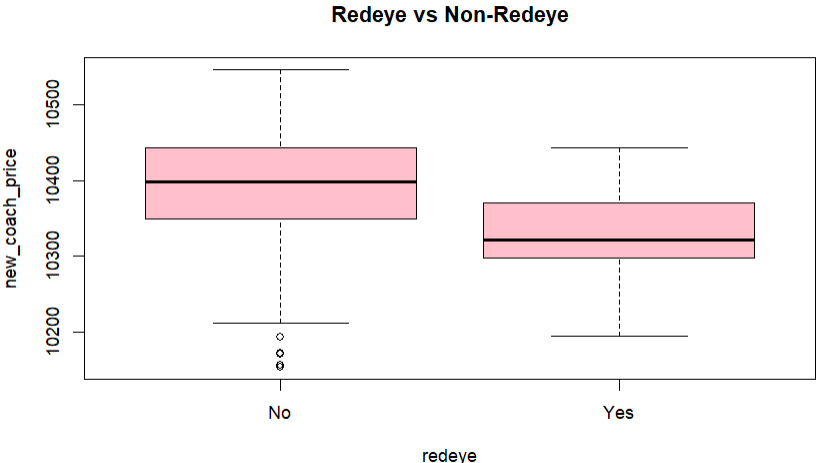 Redeye vs Non-Redeye
new_coach_price
10500
10400
10300
10200
No Yes
redeye